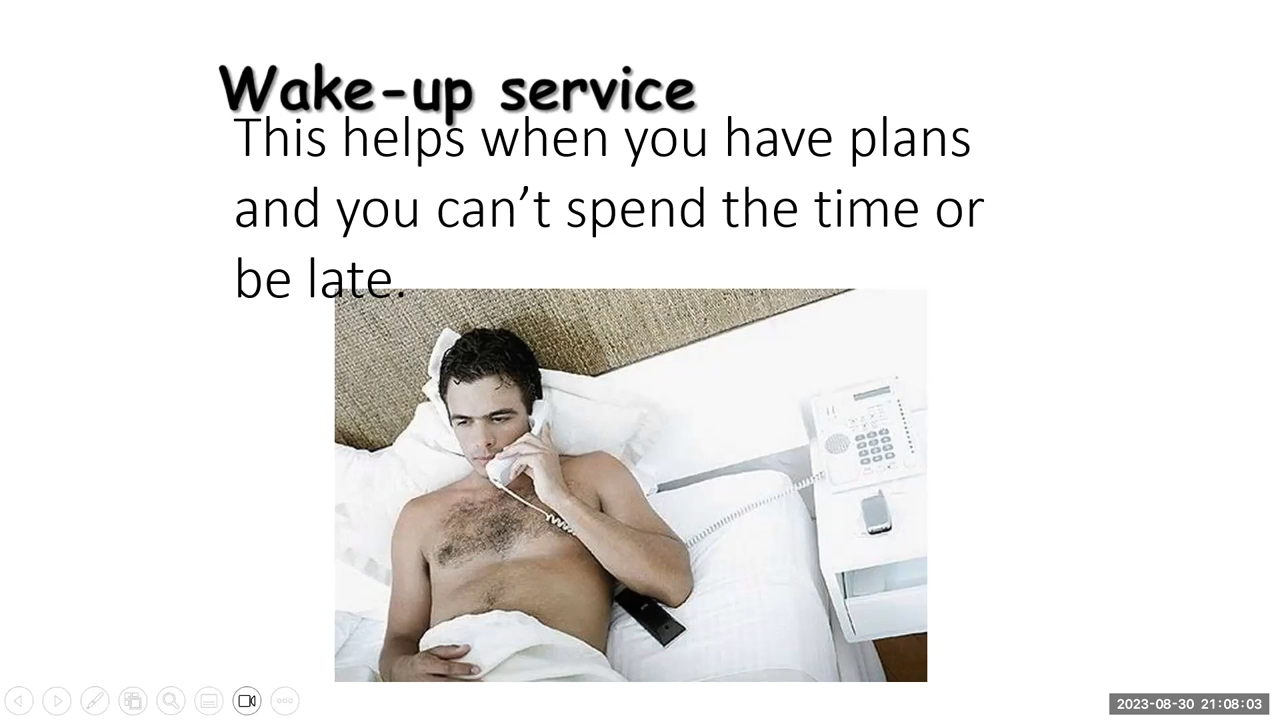 Wake-up service
This helps when you have plans
and you can’t spend the time or
be late.
2023-08-30 21:08:03